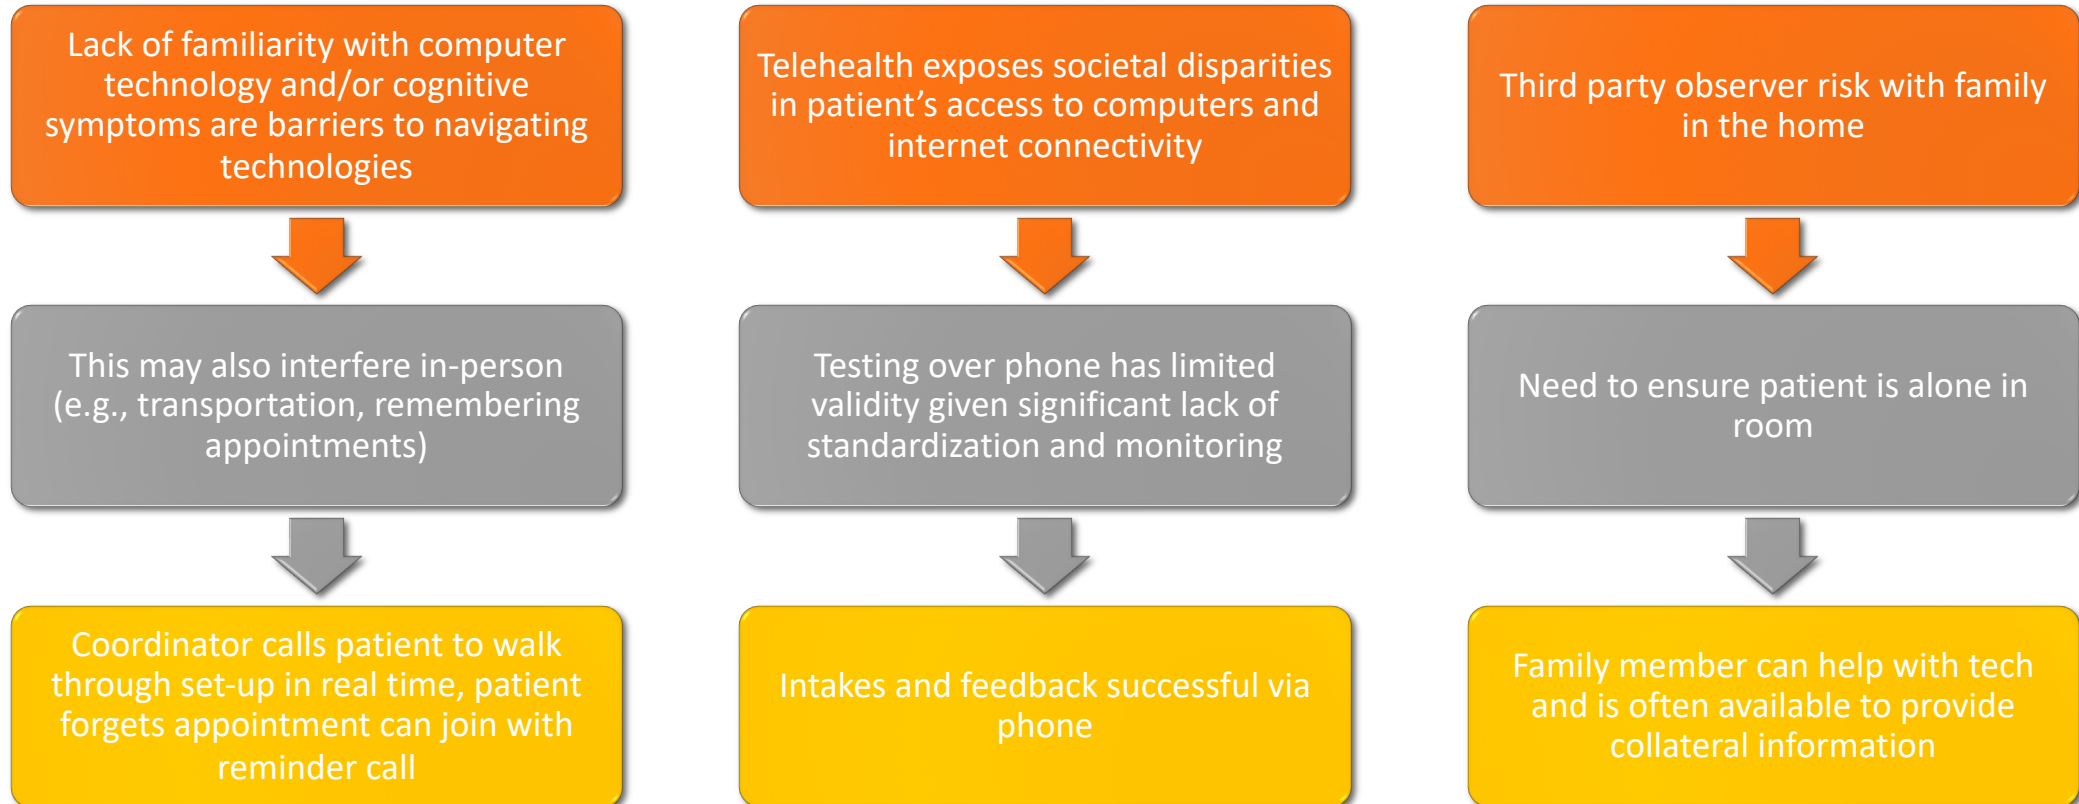 Lack of familiarity with computer
technology and/or cognitive
symptoms are barriers to navigating
technologies
This may also interfere in-person
(e.g., transportation, remembering
appointments)
Coordinator calls patient to walk
through set-up in real time, patient
forgets appointment can join with
reminder call
Telehealth exposes societal disparities
in patient’s access to computers and
internet connectivity
Testing over phone has limited
validity given significant lack of
standardization and monitoring
Intakes and feedback successful via
phone
Third party observer risk with family
in the home
Need to ensure patient is alone in
room
Family member can help with tech
and is often available to provide
collateral information